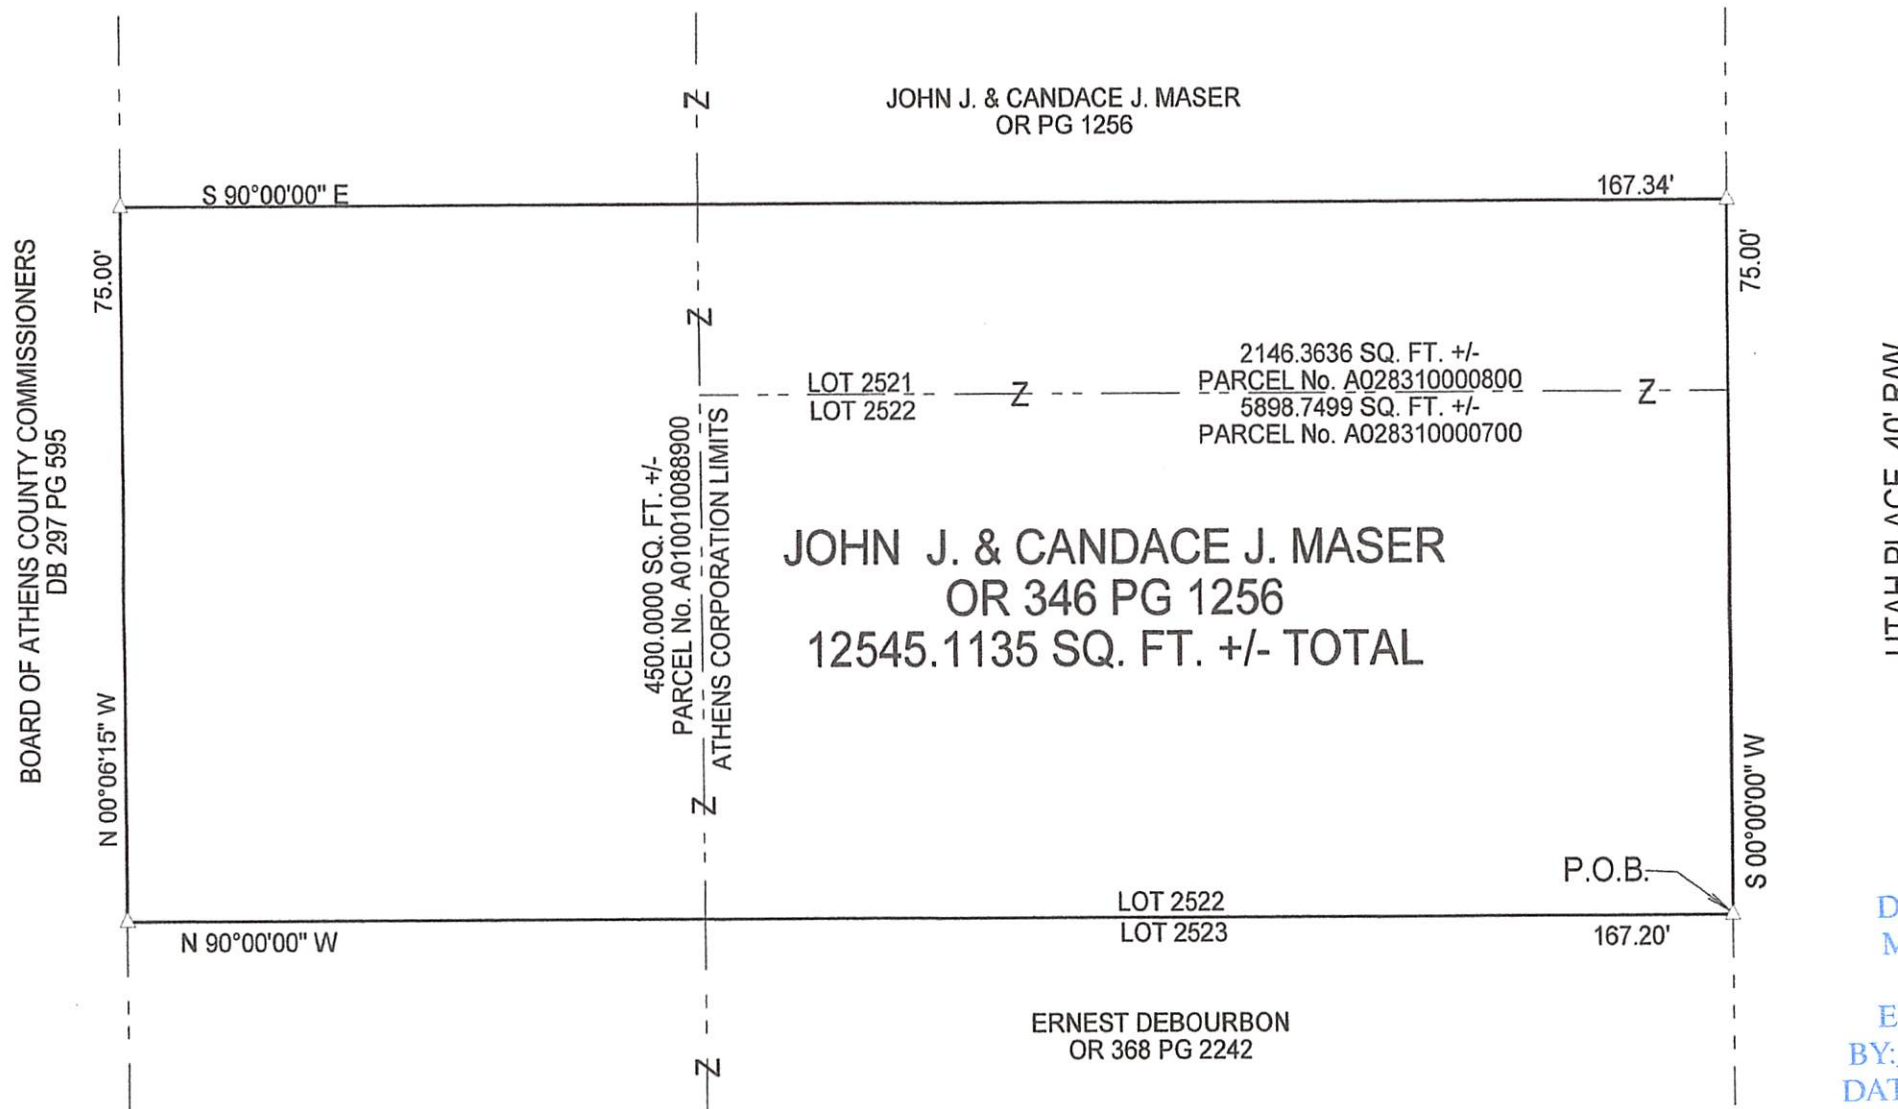 JOHN J. & CANDACE J. MASER
OR PG 1256
S 90°00'00" E
167.34'
75.00'
75.00'
BOARD OF ATHENS COUNTY COMMISSIONERS
DB 297 PG 595
2146.3636 SQ. FT. +/-
LOT 2521
PARCEL No. A028310000800
LOT 2522
5898.7499 SQ. FT. +/-
PARCEL No. A028310000700
4500.0000 SQ. FT. +/-
PARCEL No. A010010088900
ATHENS CORPORATION LIMITS
JOHN J. & CANDACE J. MASER
OR 346 PG 1256
12545.1135 SQ. FT. +/- TOTAL
N 00°06'15" W
S 00°00'00" W
P.O.B.
LOT 2522
LOT 2523
N 90°00'00" W
167.20'
ERNEST DEBOURBON
OR 368 PG 2242
Z
Z
Z
Z
Z
Z
BY: